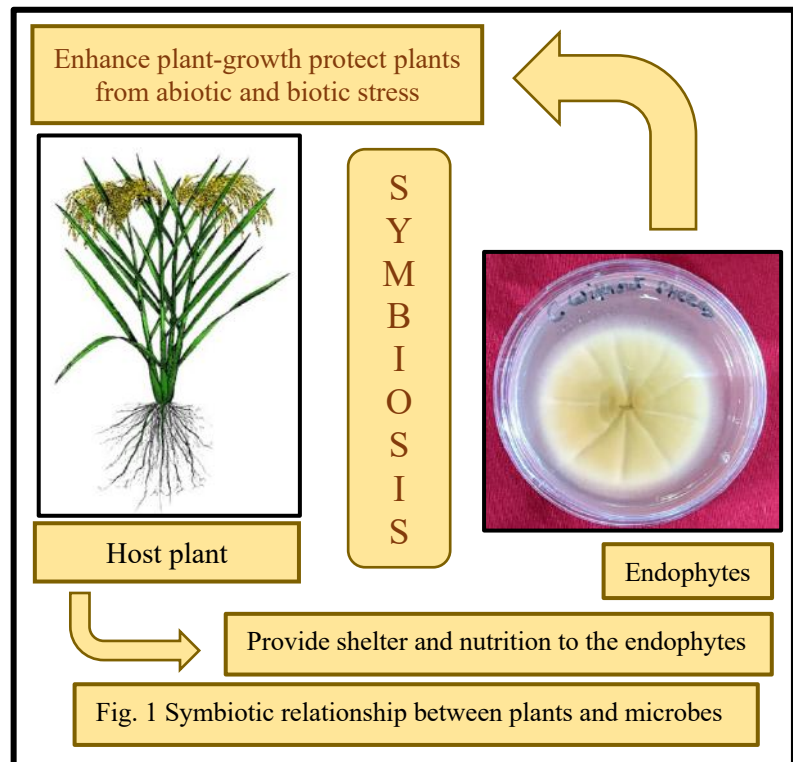 Enhance plant-growth protect plants
from abiotic and biotic stress
S
Y
M
B
I
O
S
I
S
C without
Host plant
Endophytes
Provide shelter and nutrition to the endophytes
Fig. 1 Symbiotic relationship between plants and microbes